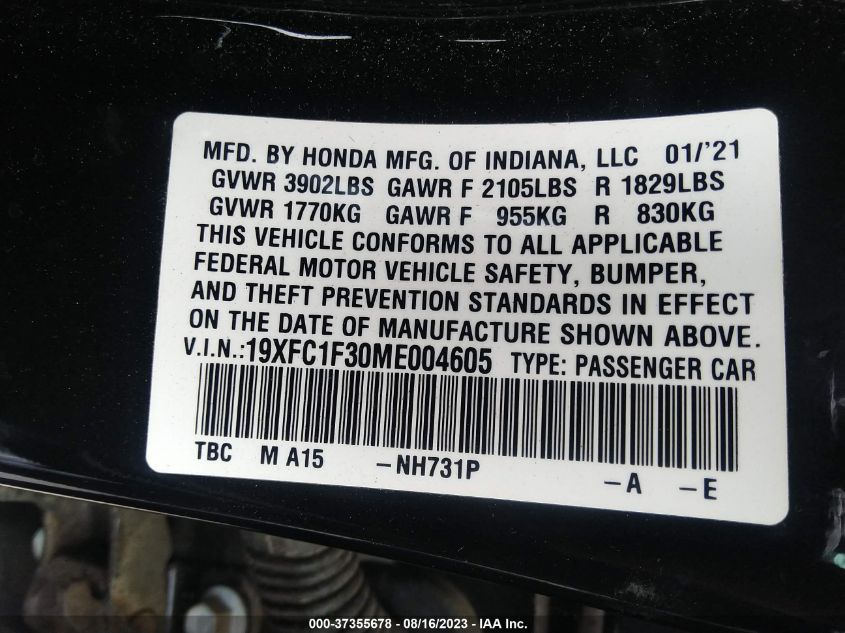 MFD. BY HONDA MFG. OF INDIANA, LLC 01/'21
GVWR 3902LBS GAWR F 2105LBS R 1829LBS
GVWR 1770KG GAWR F 955KG R 830KG
THIS VEHICLE CONFORMS TO ALL APPLICABLE
FEDERAL MOTOR VEHICLE SAFETY, BUMPER,
AND THEFT PREVENTION STANDARDS IN EFFECT
ON THE DATE OF MANUFACTURE SHOWN ABOVE.
V.I.N.:19XFC1F30ME004605 TYPE: PASSENGER CAR
TBC M A15 –NH731P –A –E
000-37355678 - 08/16/2023 - IAA Inc.